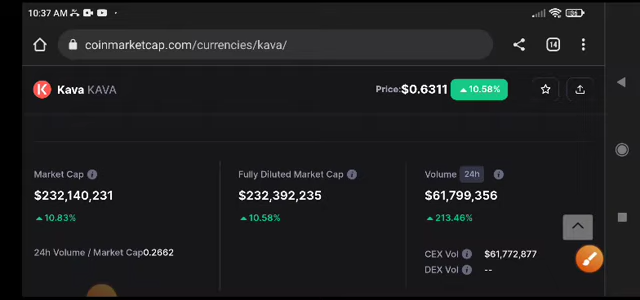 10:37 AM
coinmarketcap.com/currencies/kava/
14
Kava KAVA
Price:$0.6311 10.58%
Market Cap
Fully Diluted Market Cap
Volume 24h
$232,140,231
$232,392,235
$61,799,356
10.83%
10.58%
213.46%
24h Volume / Market Cap0.2662
CEX Vol $61,772,877
DEX Vol --